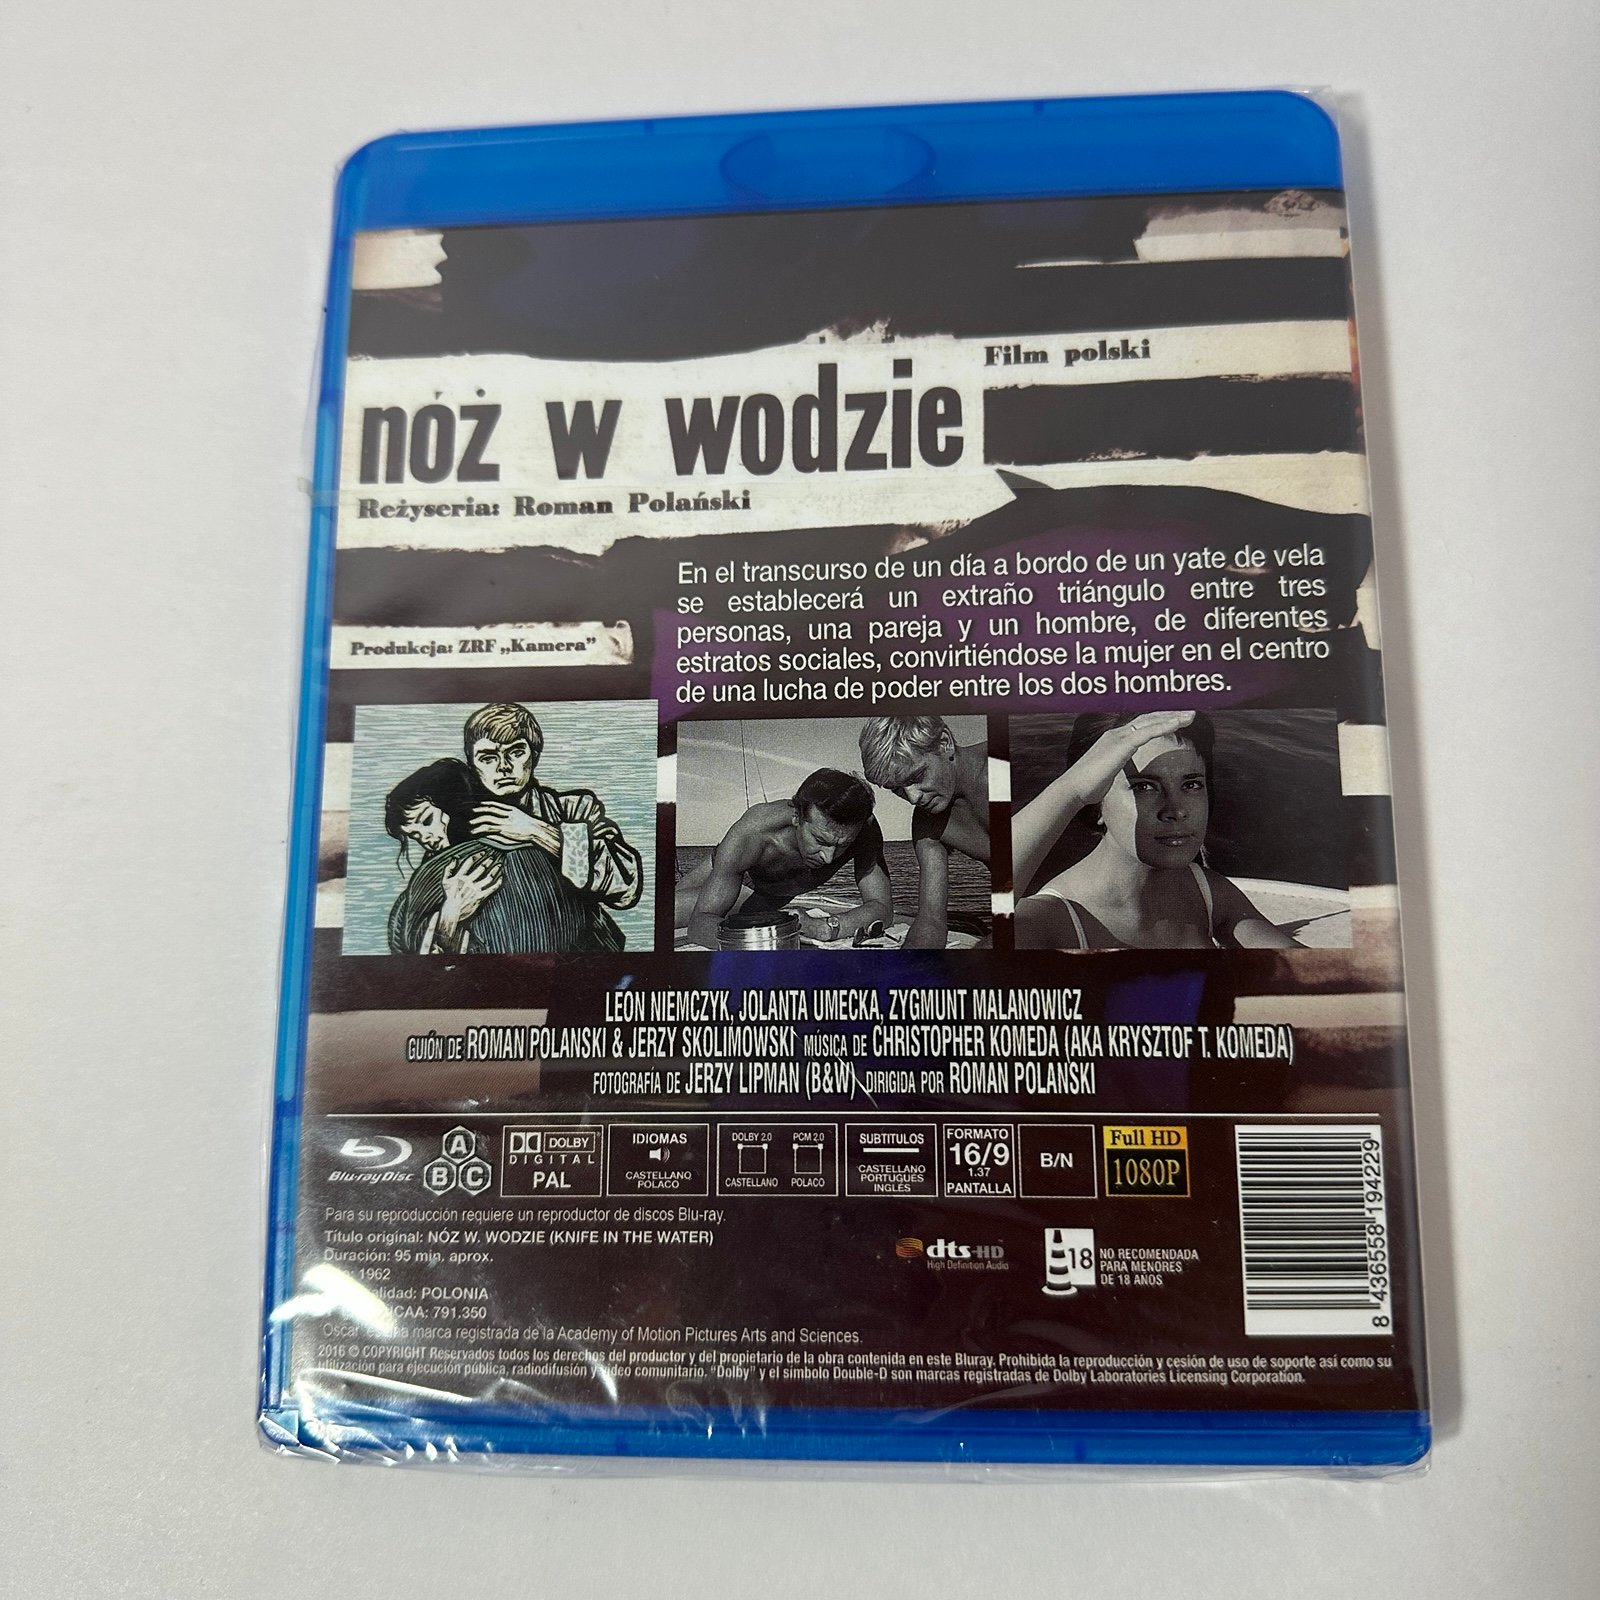 Film polski
nóż w wodzie
Reżyseria: Roman Polański
En el transcurso de un día a bordo de un yate de vela
se establecerá un extraño triángulo entre tres
personas, una pareja y un hombre, de diferentes
estratos sociales, convirtiéndose la mujer en el centro
de una lucha de poder entre los dos hombres.
Produkcja: ZRF „Kamera”
LEON NIEMCZYK, JOLANTA UMECKA, ZYGMUNT MALANOWICZ
GUIÓN DE ROMAN POLANSKI & JERZY SKOLIMOWSKI MÚSICA DE CHRISTOPHER KOMEDA (AKA KRYSZTOF T. KOMEDA)
FOTOGRAFÍA DE JERZY LIPMAN (B&W) DIRIGIDA POR ROMAN POLANSKI
Blu-ray Disc
A
B C
DOLBY
DIGITAL
PAL
IDIOMAS
CASTELLANO
POLACO
DOLBY 2.0 PCM 2.0
CASTELLANO POLACO
SUBTITULOS
CASTELLANO
PORTUGUES
INGLÉS
FORMATO
16/9
1.37
PANTALLA
B/N
Full HD
1080P
Para su reproducción requiere un reproductor de discos Blu-ray.
Título original: NÓZ W. WODZIE (KNIFE IN THE WATER)
Duración: 95 min. aprox.
1962
POLONIA
791.350
dts-HD
High Definition Audio
18
NO RECOMENDADA
PARA MENORES
DE 18 AÑOS
8 436558 194229
Oscar es una marca registrada de la Academy of Motion Pictures Arts and Sciences.
2016 © COPYRIGHT Reservados todos los derechos del productor y del propietario de la obra contenida en este Bluray. Prohibida la reproducción y cesión de uso de soporte así como su
utilización para ejecución pública, radiodifusión y video comunitario. "Dolby" y el símbolo Double-D son marcas registradas de Dolby Laboratories Licensing Corporation.